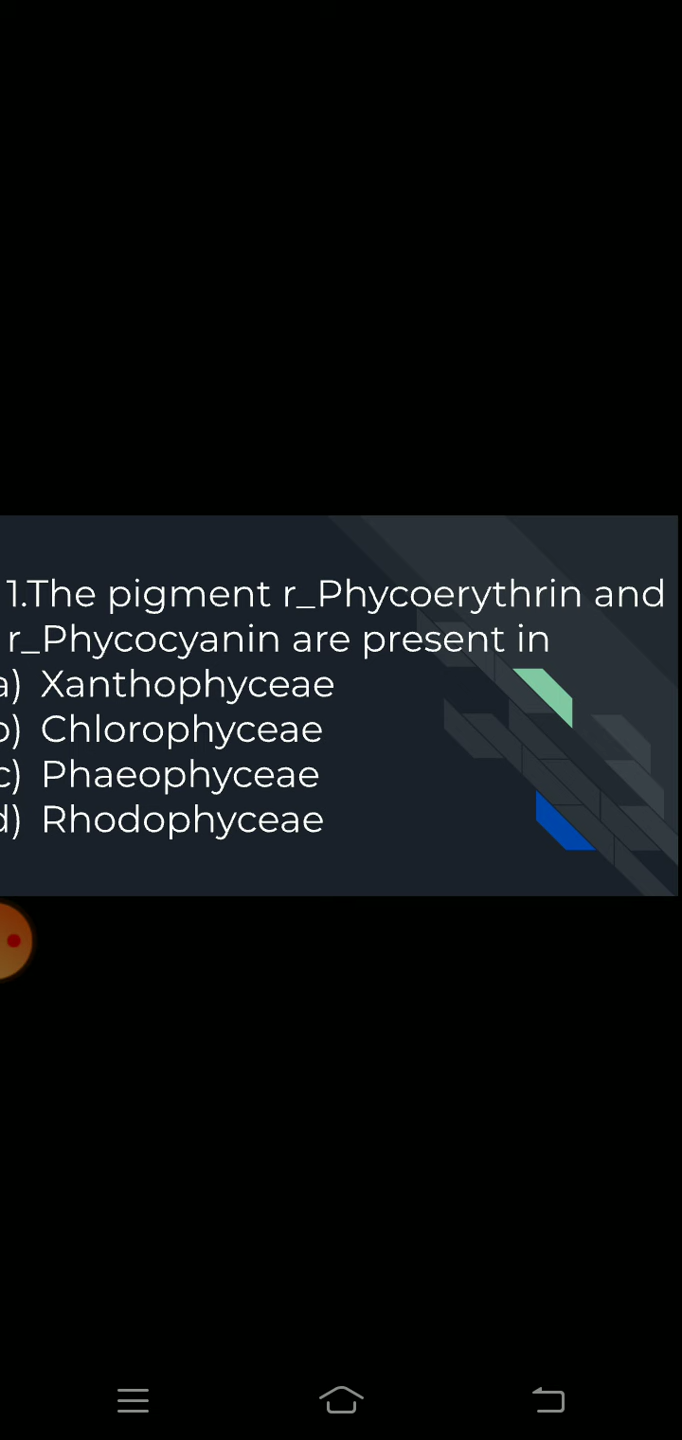 1.The pigment r_Phycoerythrin and
r_Phycocyanin are present in
a) Xanthophyceae
b) Chlorophyceae
c) Phaeophyceae
d) Rhodophyceae